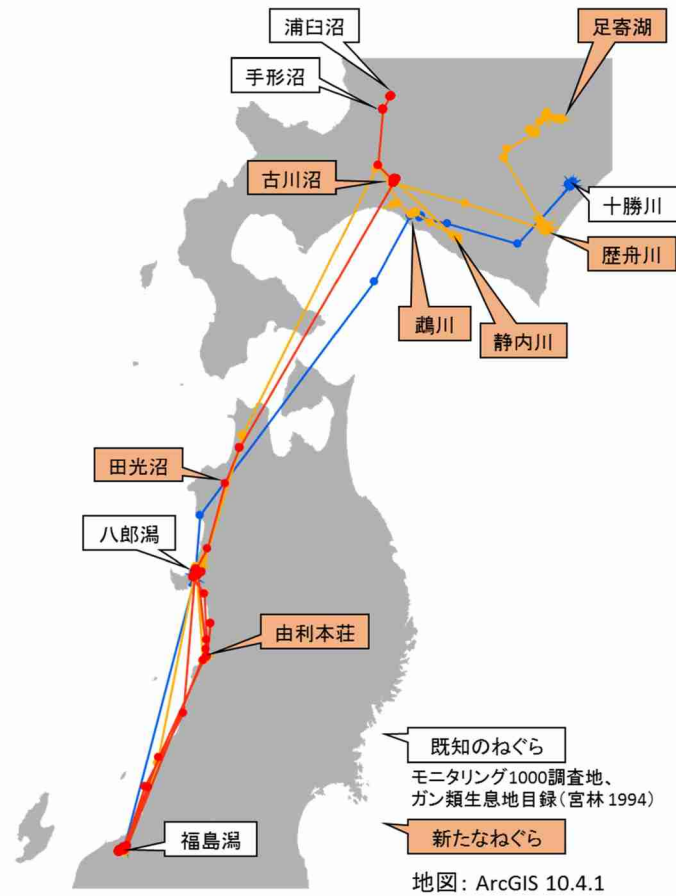 浦臼沼
足寄湖
手形沼
古川沼
十勝川
歴舟川
鵡川
静内川
田光沼
八郎潟
由利本荘
既知のねぐら
モニタリング1000調査地、
ガン類生息地目録(宮林 1994)
福島潟
新たなねぐら
地図: ArcGIS 10.4.1